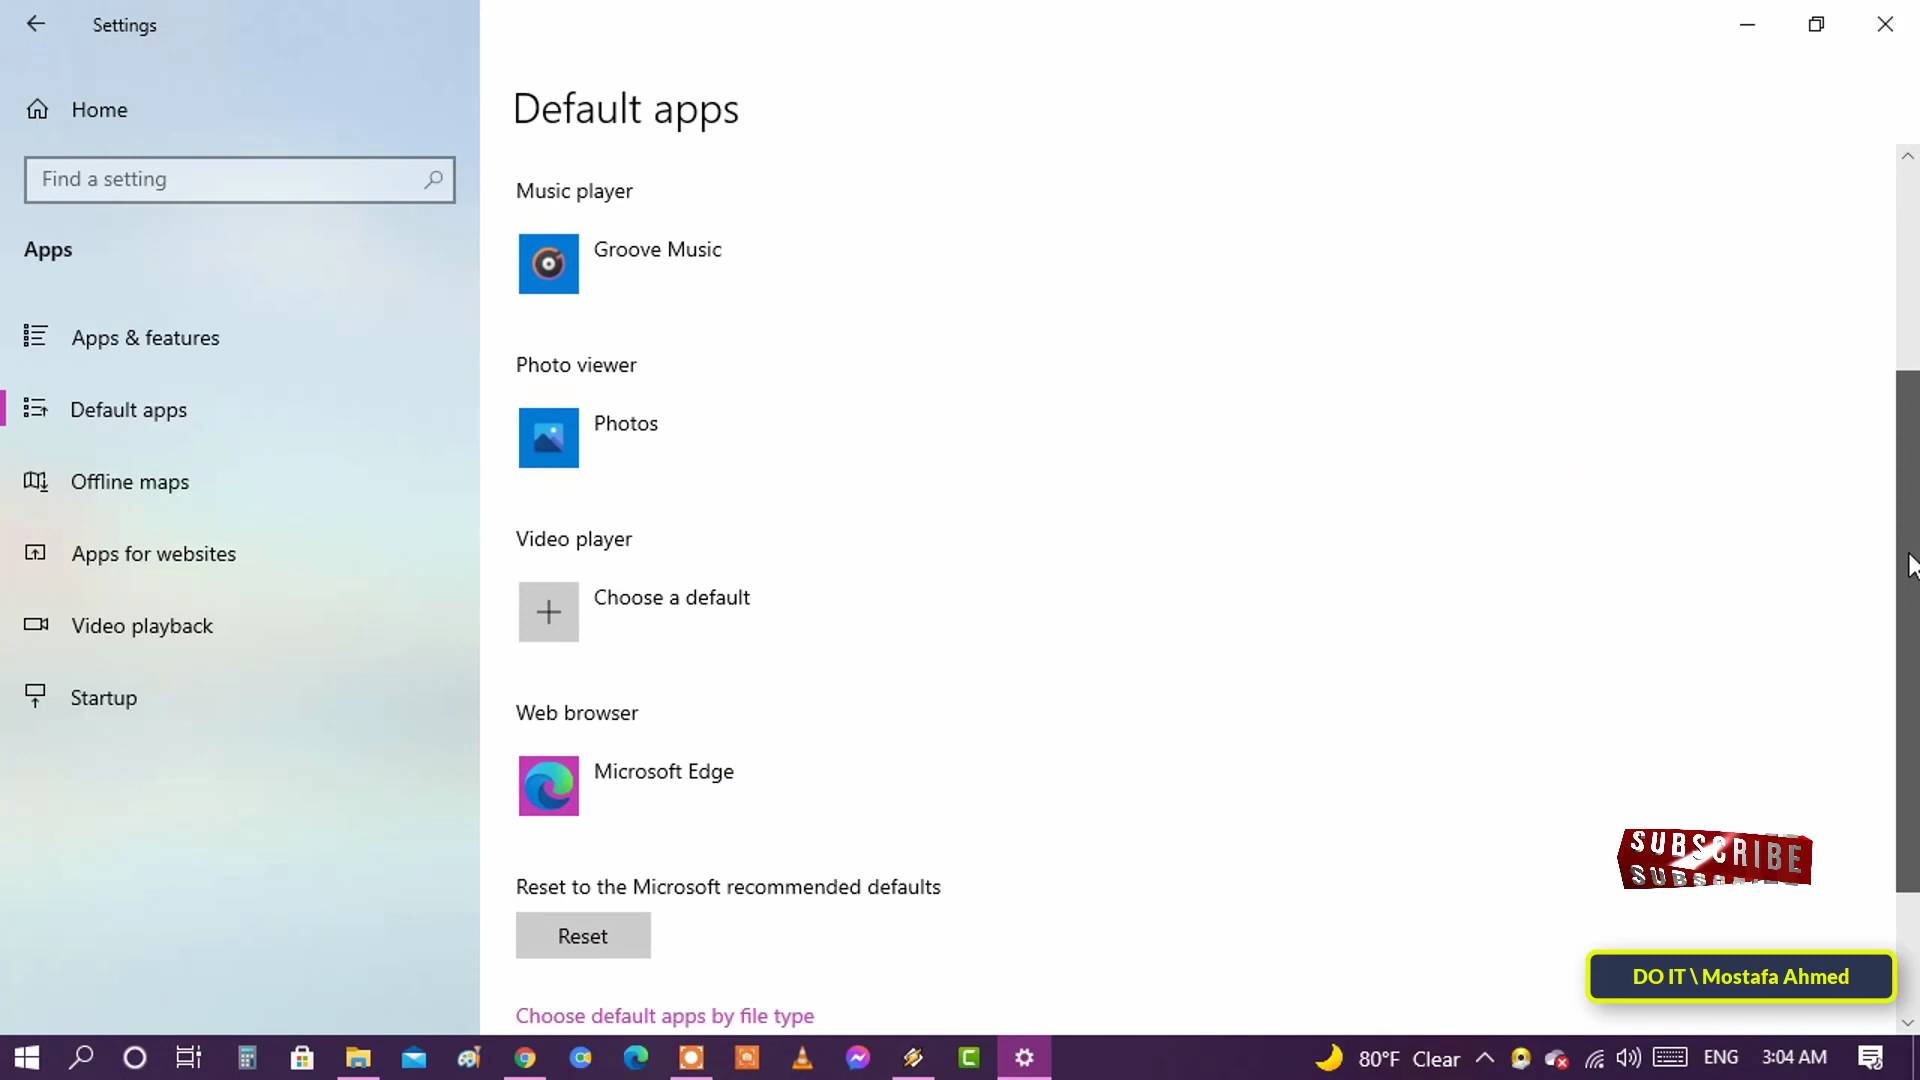 Settings
Home
Find a setting
Apps
Apps & features
Default apps
Offline maps
Apps for websites
Video playback
Startup
Default apps
Music player
Groove Music
Photo viewer
Photos
Video player
Choose a default
Web browser
Microsoft Edge
Reset to the Microsoft recommended defaults
Reset
Choose default apps by file type
SUBSCRIBE
DO IT \ Mostafa Ahmed
80°F Clear
ENG
3:04 AM